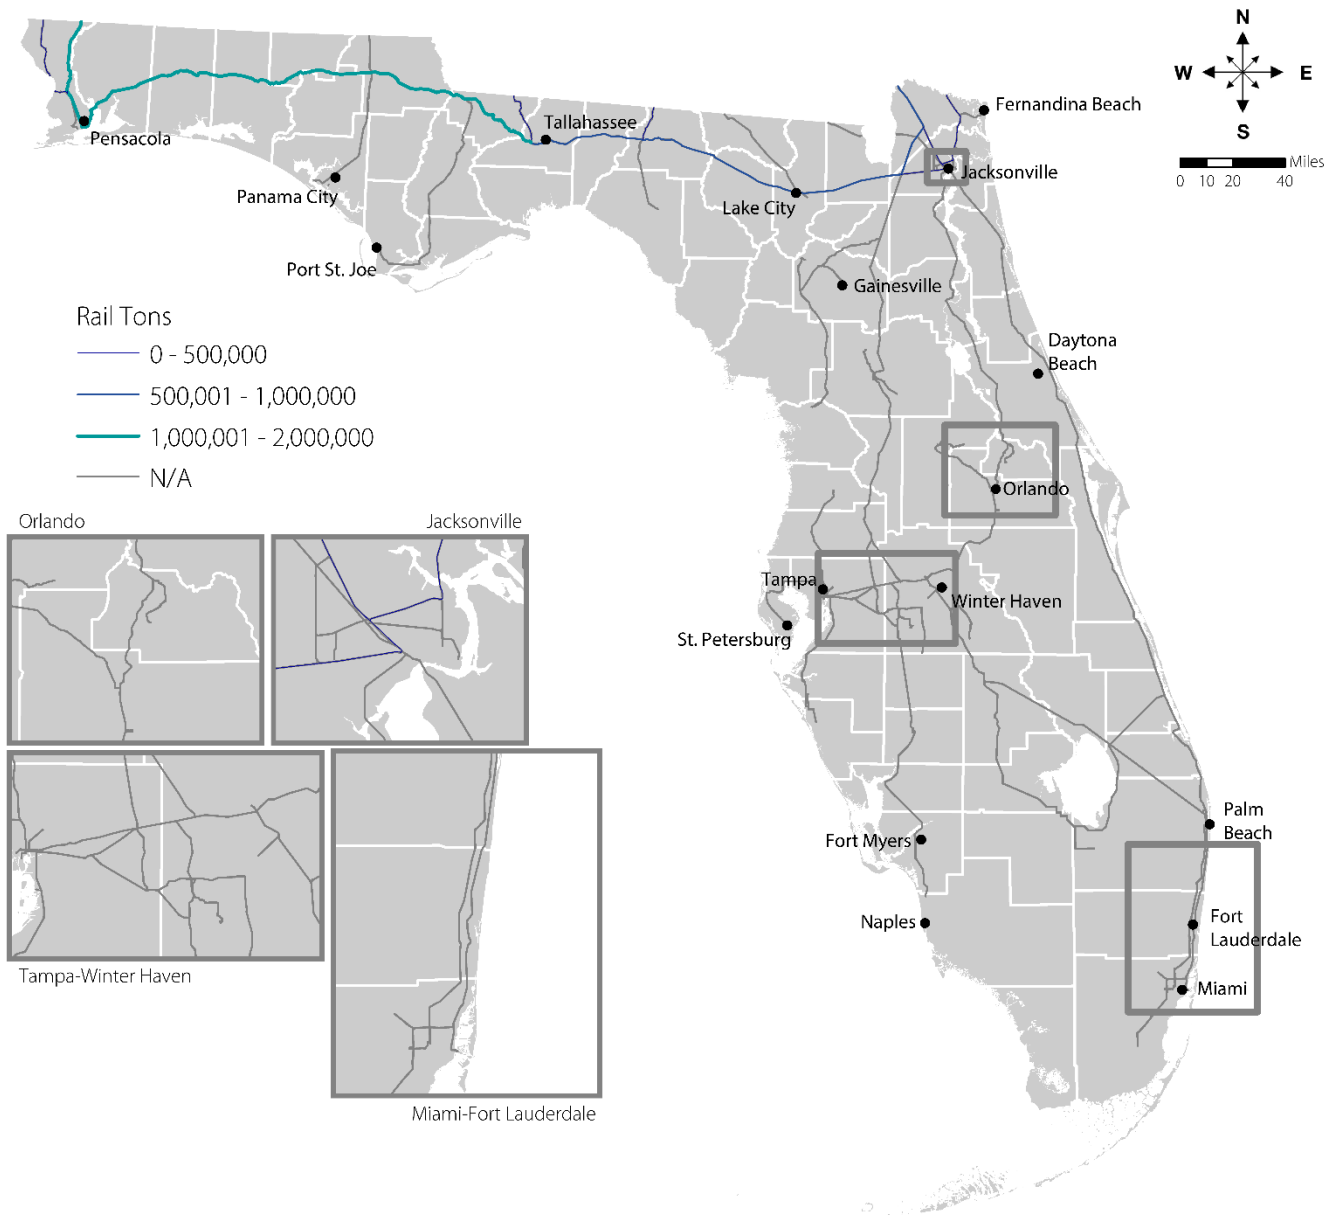 N
W E
S
Miles
0 10 20 40
Fernandina Beach
Pensacola
Tallahassee
Jacksonville
Panama City
Lake City
Port St. Joe
Gainesville
Rail Tons
0 - 500,000
500,001 - 1,000,000
1,000,001 - 2,000,000
N/A
Daytona
Beach
Orlando
Tampa
Winter Haven
St. Petersburg
Palm
Beach
Fort Myers
Naples
Fort
Lauderdale
Miami
Orlando
Jacksonville
Tampa-Winter Haven
Miami-Fort Lauderdale